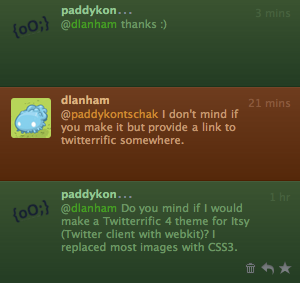 paddykon... 3 mins
{oO;}
@dlanham thanks :)
dlanham 21 mins
@paddykontschak I don't mind if
you make it but provide a link to
twitterrific somewhere.
paddykon... 1 hr
{oO;}
@dlanham Do you mind if I would
make a Twitterrific 4 theme for Itsy
(Twitter client with webkit)? I
replaced most images with CSS3.